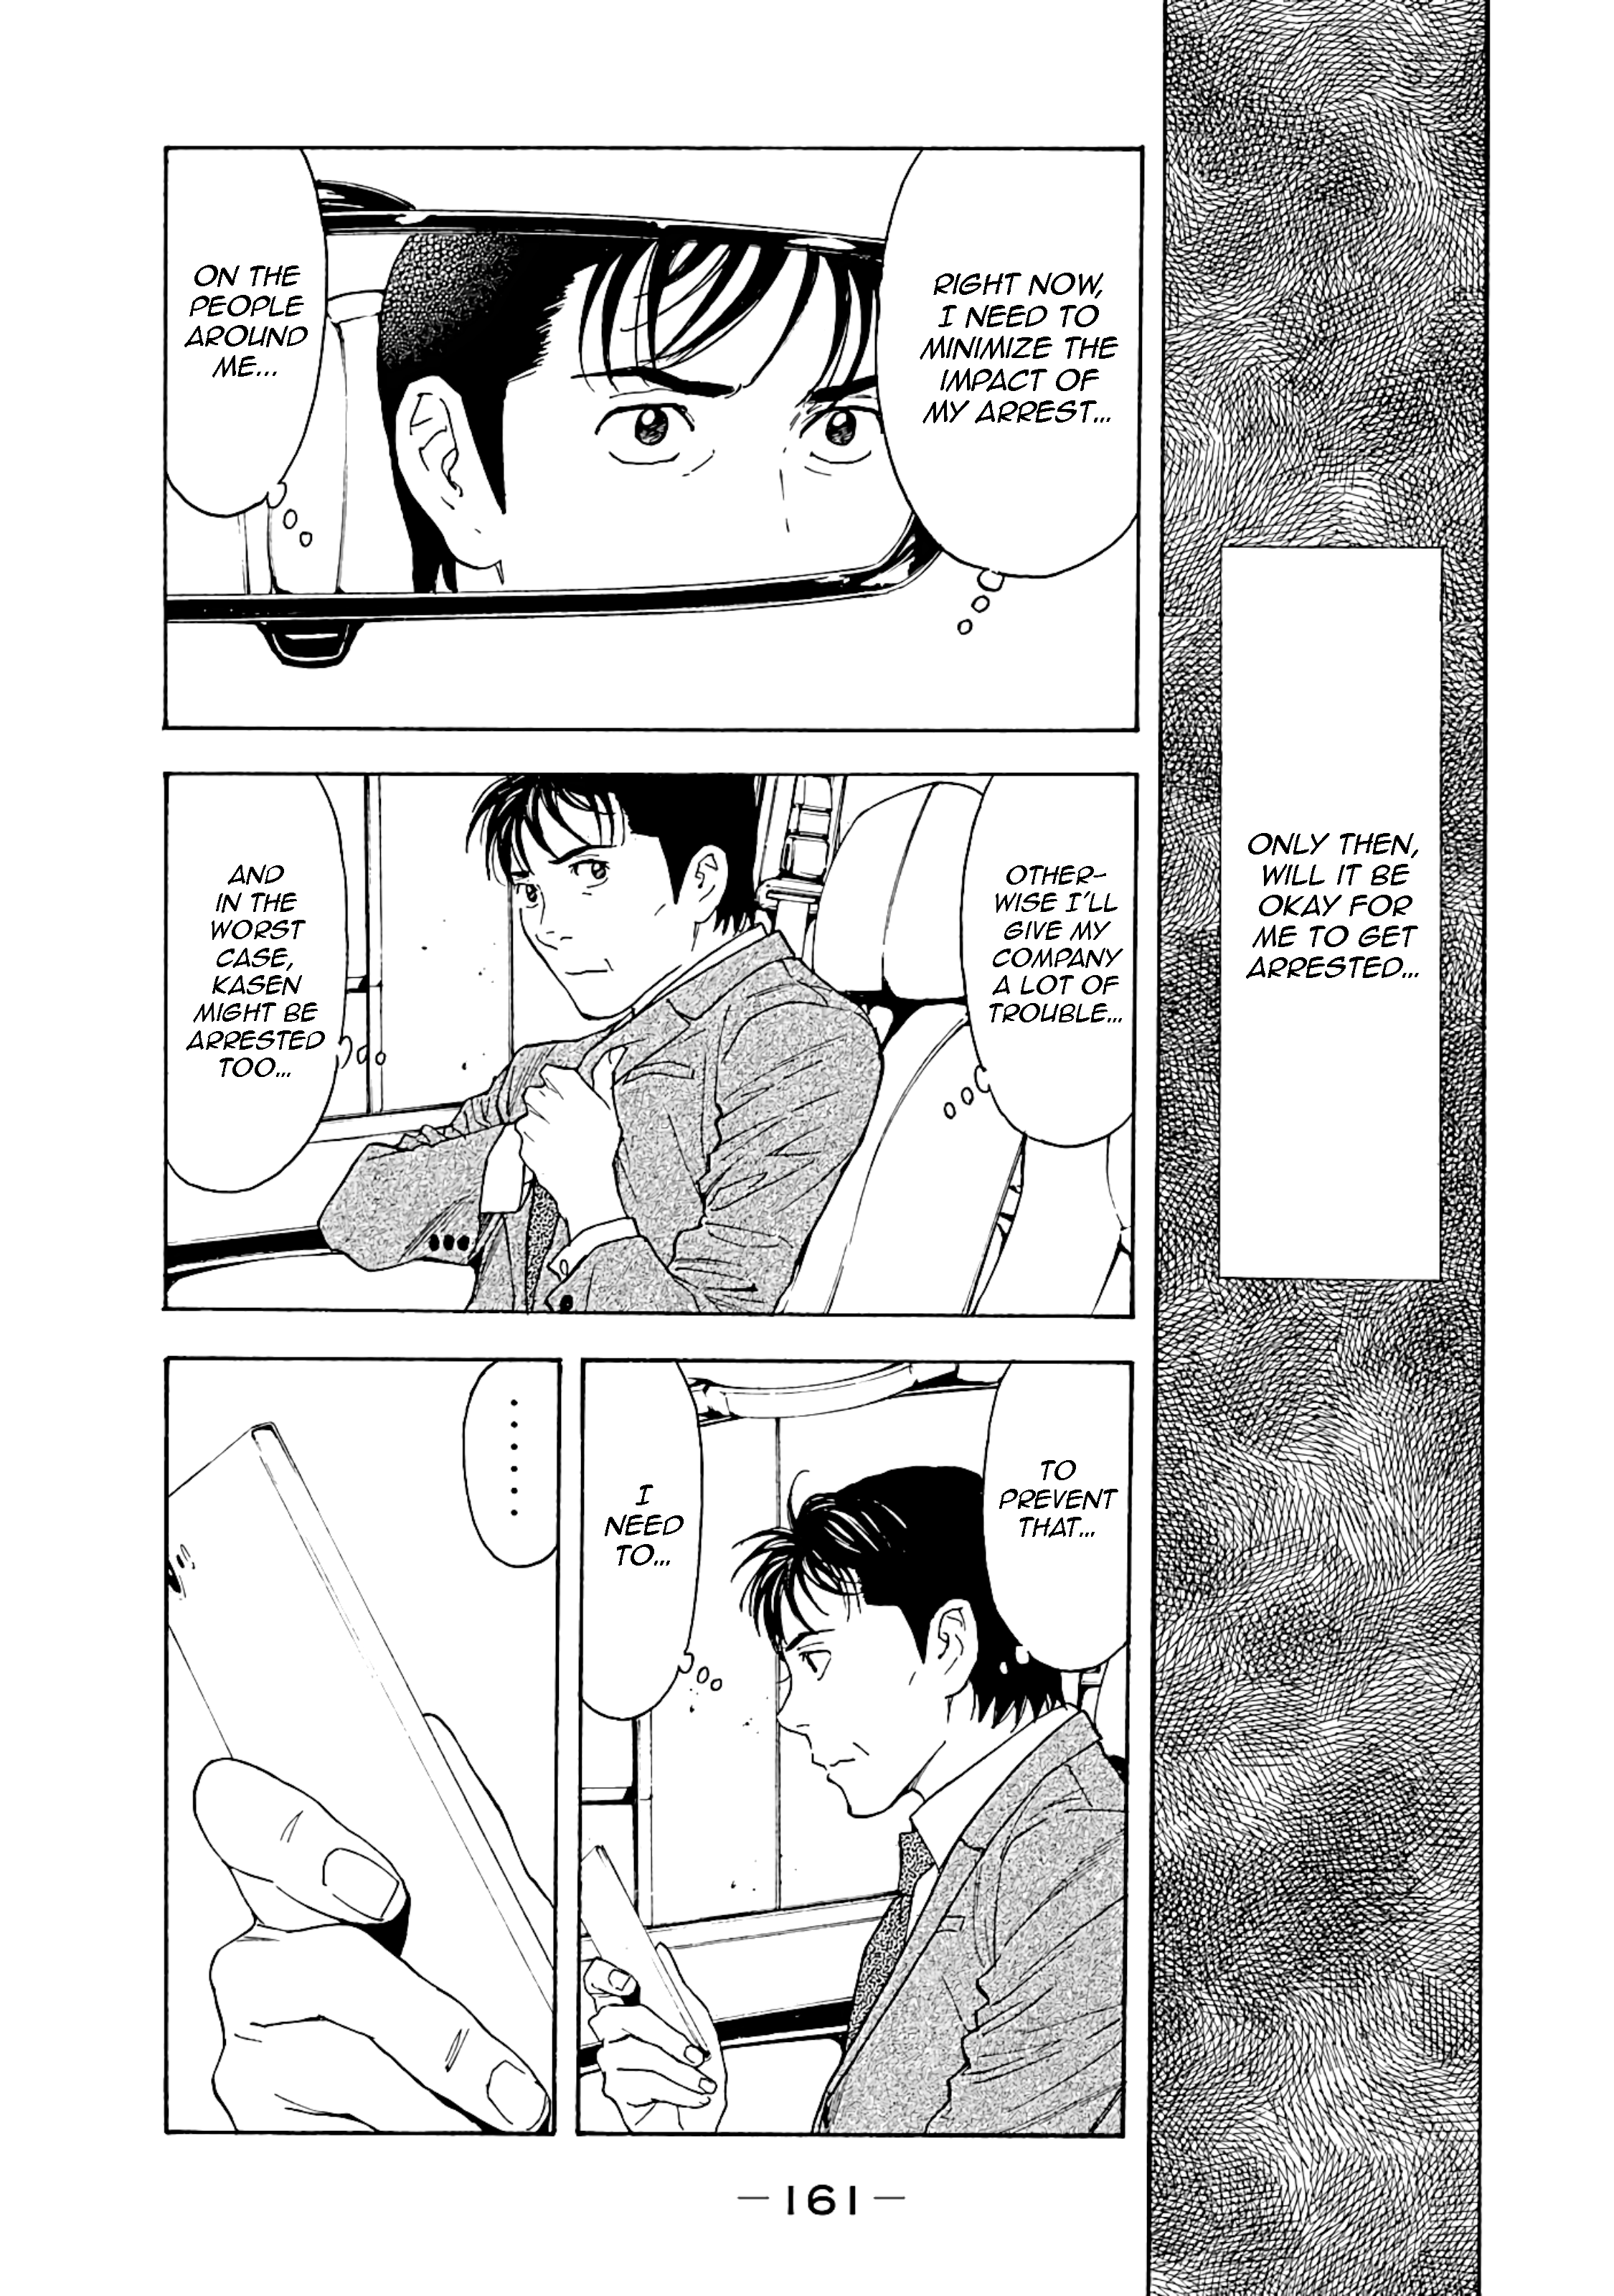 ONLY THEN,
WILL IT BE
OKAY FOR
ME TO GET
ARRESTED...
RIGHT NOW,
I NEED TO
MINIMIZE THE
IMPACT OF
MY ARREST...
ON THE
PEOPLE
AROUND
ME...
OTHER-
WISE I'LL
GIVE MY
COMPANY
A LOT OF
TROUBLE...
AND
IN THE
WORST
CASE,
KASEN
MIGHT BE
ARRESTED
TOO...
TO
PREVENT
THAT...
I
NEED
TO...
......
—161—